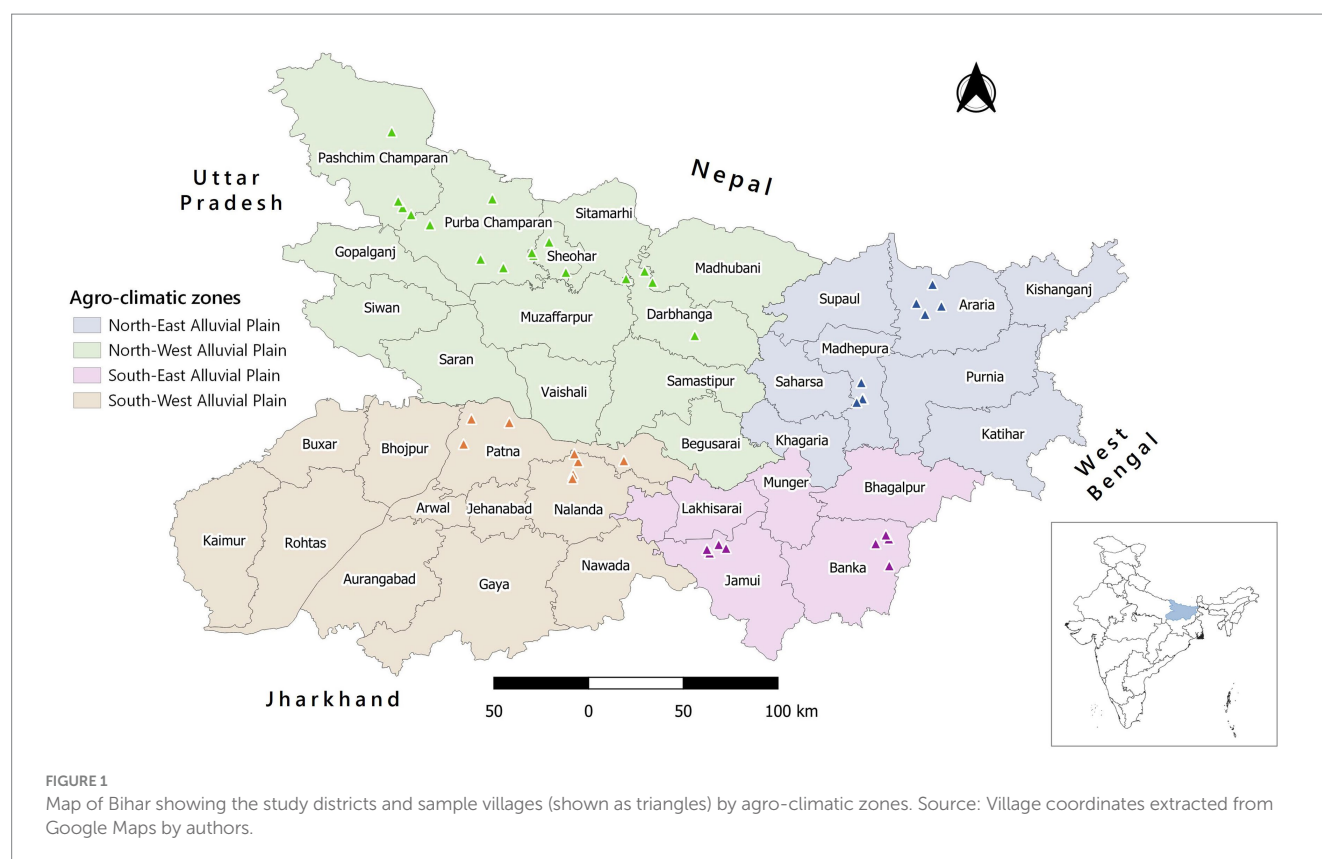 Nepal
Uttar
Pradesh
Pashchim Champaran
Purba Champaran
Sitamarhi
Sheohar
Gopalganj
Madhubani
Siwan
Muzaffarpur
Darbhanga
Saran
Vaishali
Samastipur
Begusarai
Supaul
Araria
Kishanganj
Madhepura
Saharsa
Purnia
Khagaria
Katihar
West
Bengal
Agro-climatic zones
North-East Alluvial Plain
North-West Alluvial Plain
South-East Alluvial Plain
South-West Alluvial Plain
Buxar
Bhojpur
Patna
Arwal
Jehanabad
Nalanda
Kaimur
Rohtas
Aurangabad
Gaya
Nawada
Munger
Bhagalpur
Lakhisarai
Jamui
Banka
Jharkhand
50 0 50 100 km
FIGURE 1
Map of Bihar showing the study districts and sample villages (shown as triangles) by agro-climatic zones. Source: Village coordinates extracted from
Google Maps by authors.